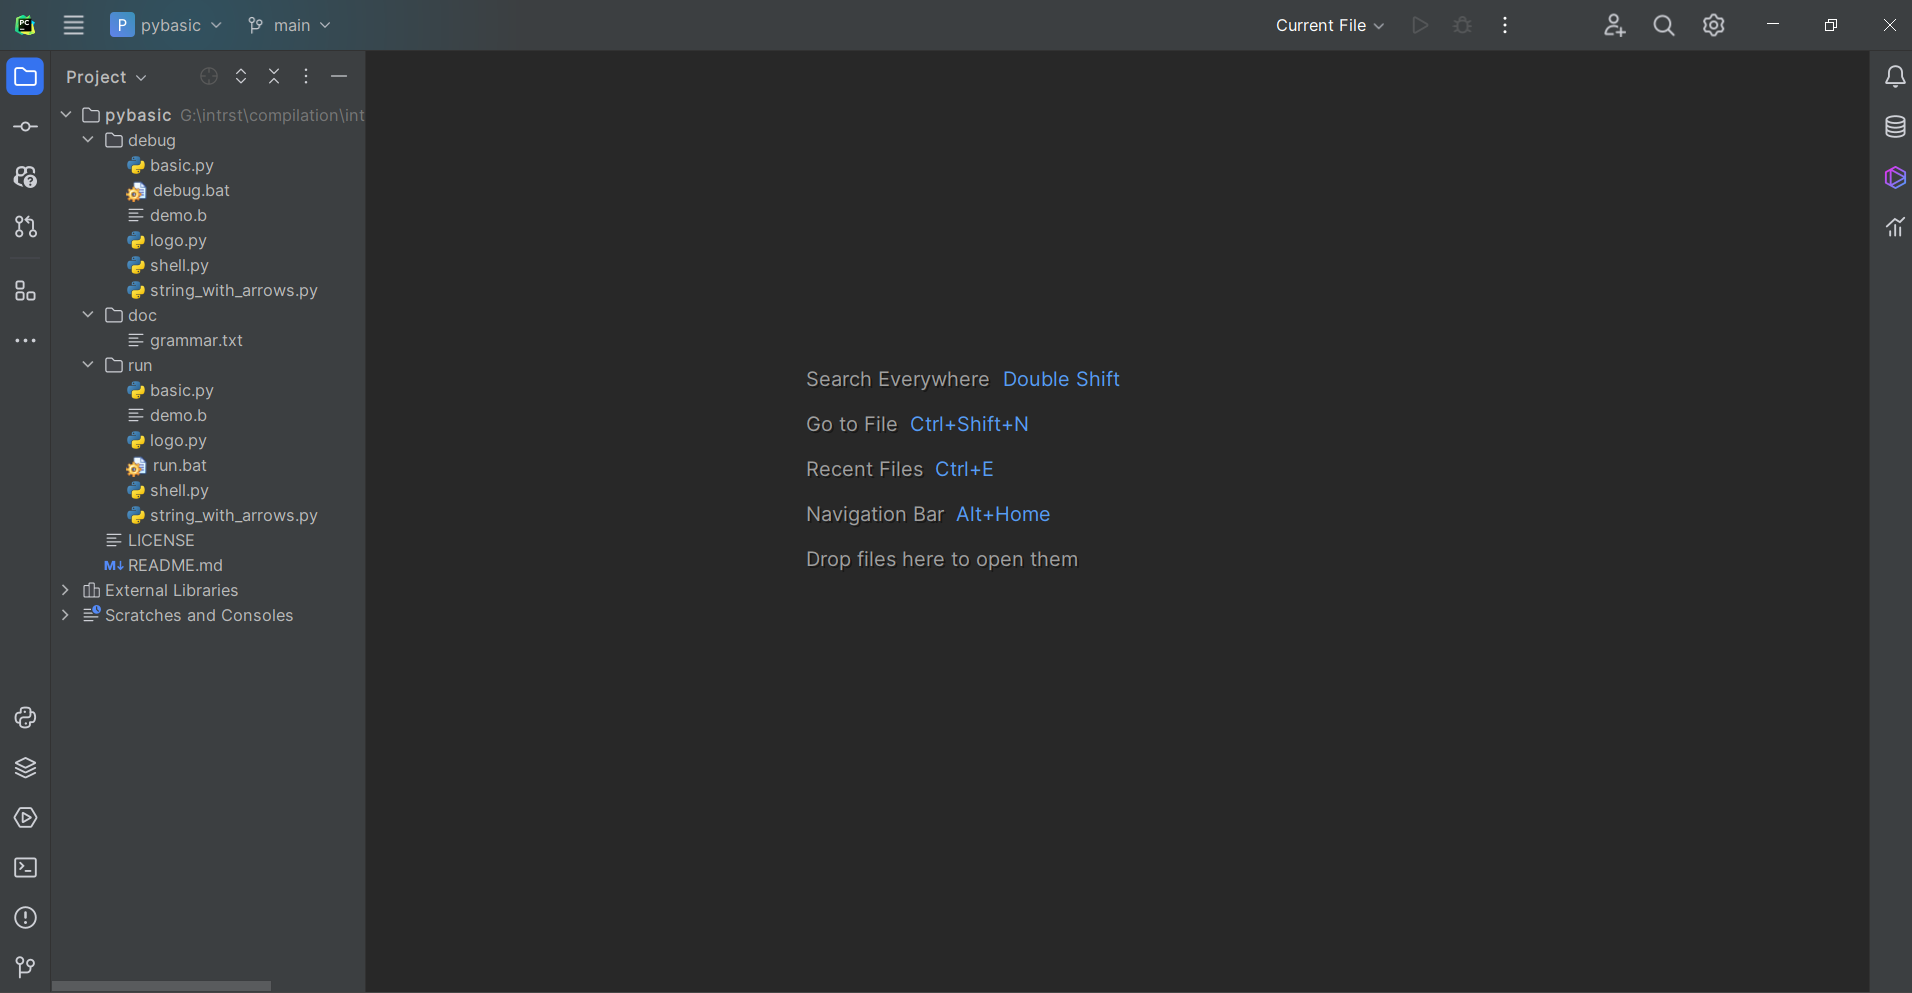 PC
P pybasic main Current File
Project
pybasic G:\intrst\compilation\int
debug
basic.py
debug.bat
demo.b
logo.py
shell.py
string_with_arrows.py
doc
grammar.txt
run
basic.py
demo.b
logo.py
run.bat
shell.py
string_with_arrows.py
LICENSE
M↓ README.md
External Libraries
Scratches and Consoles
Search Everywhere Double Shift
Go to File Ctrl+Shift+N
Recent Files Ctrl+E
Navigation Bar Alt+Home
Drop files here to open them